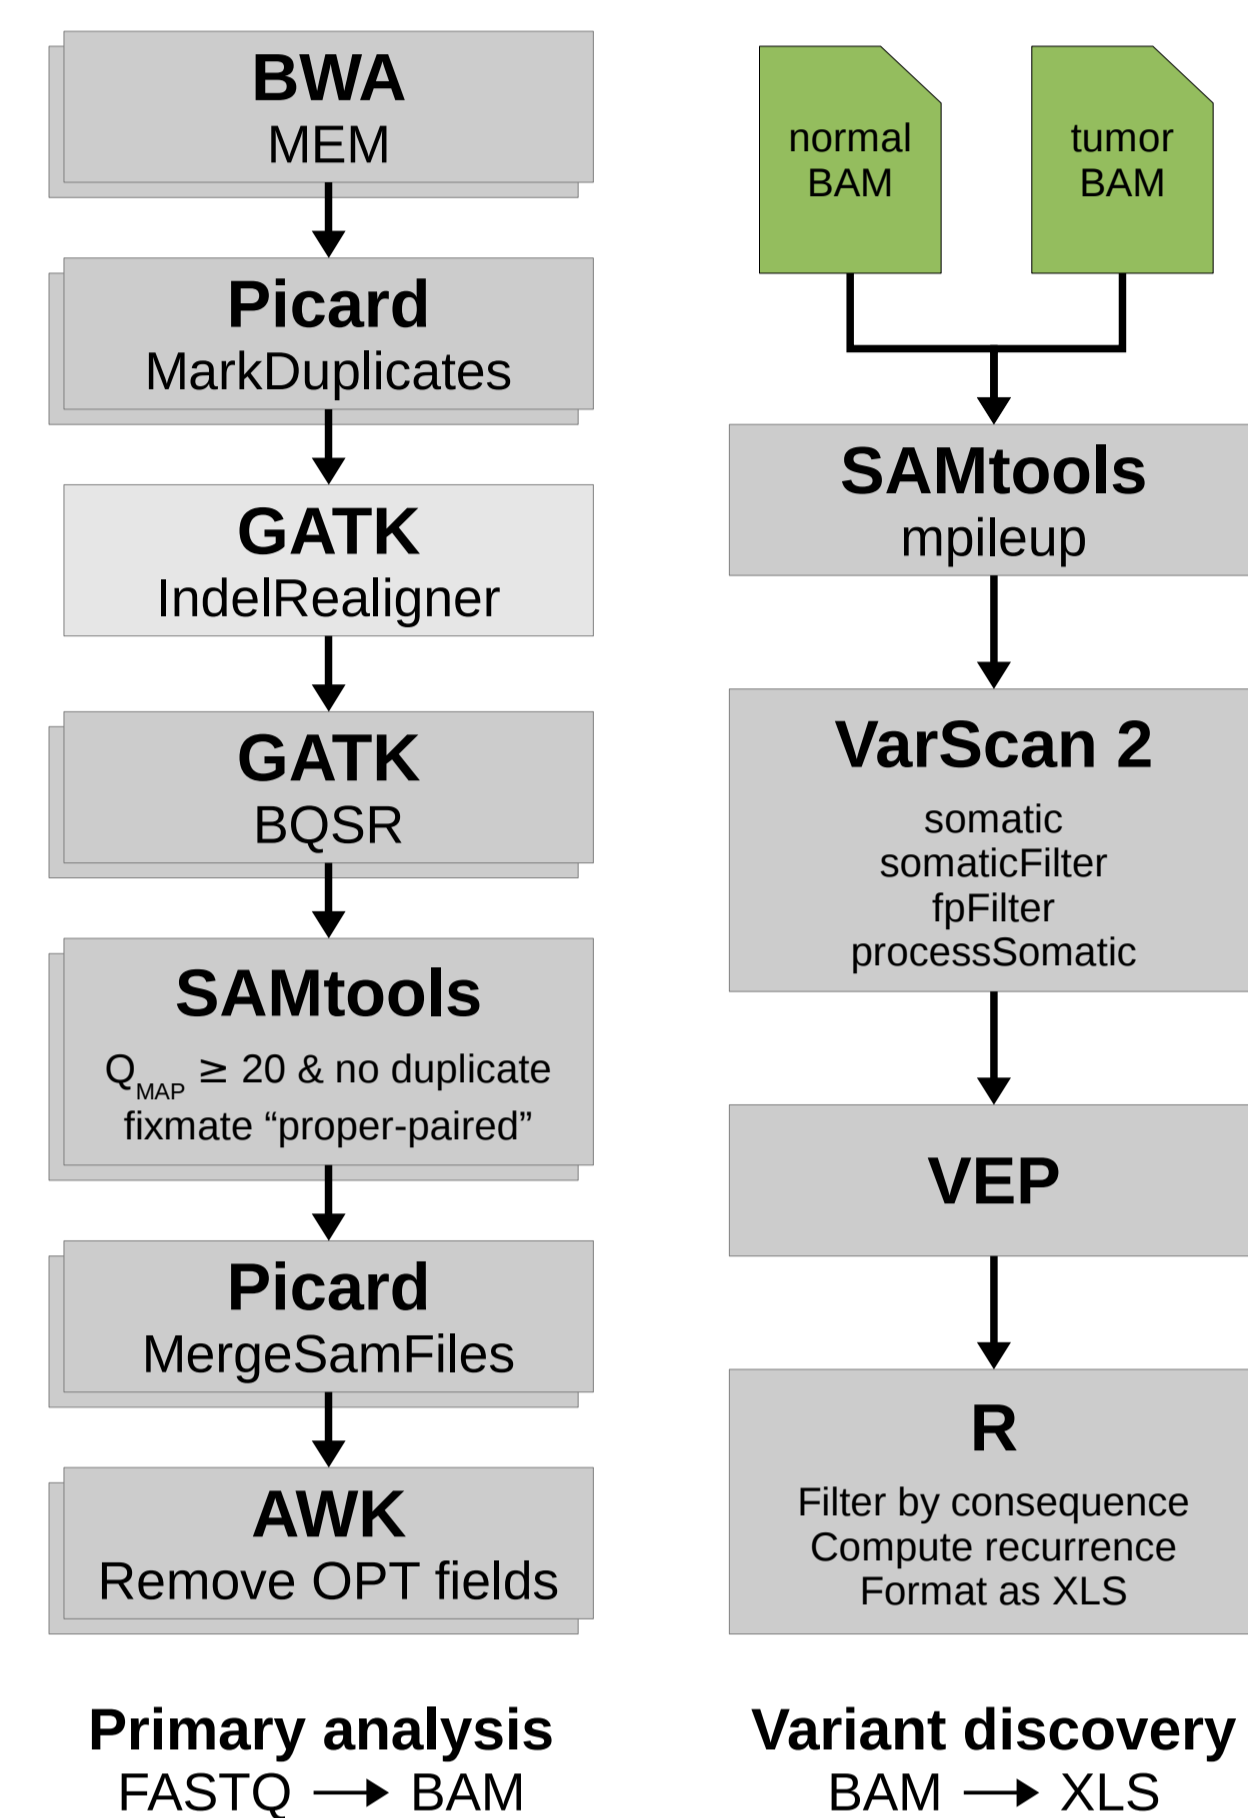 BWA
MEM
Picard
MarkDuplicates
GATK
IndelRealigner
GATK
BQSR
SAMtools
QMAP ≥ 20 & no duplicate
fixmate “proper-paired”
Picard
MergeSamFiles
AWK
Remove OPT fields
Primary analysis
FASTQ → BAM
normal
BAM
tumor
BAM
SAMtools
mpileup
VarScan 2
somatic
somaticFilter
fpFilter
processSomatic
VEP
R
Filter by consequence
Compute recurrence
Format as XLS
Variant discovery
BAM → XLS